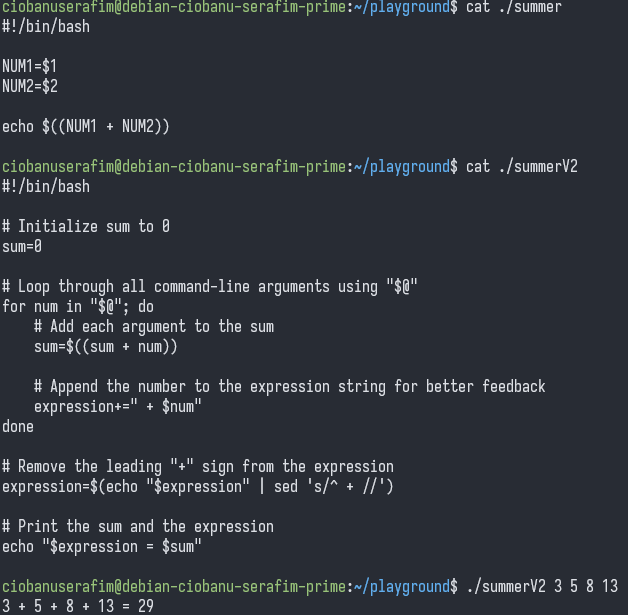 ciobanuserafim@debian-ciobanu-serafim-prime:~/playground$ cat ./summer
#!/bin/bash

NUM1=$1
NUM2=$2

echo $((NUM1 + NUM2))

ciobanuserafim@debian-ciobanu-serafim-prime:~/playground$ cat ./summerV2
#!/bin/bash

# Initialize sum to 0
sum=0

# Loop through all command-line arguments using "$@"
for num in "$@"; do
    # Add each argument to the sum
    sum=$((sum + num))

    # Append the number to the expression string for better feedback
    expression+=" + $num"
done

# Remove the leading "+" sign from the expression
expression=$(echo "$expression" | sed 's/^ + //')

# Print the sum and the expression
echo "$expression = $sum"

ciobanuserafim@debian-ciobanu-serafim-prime:~/playground$ ./summerV2 3 5 8 13
3 + 5 + 8 + 13 = 29